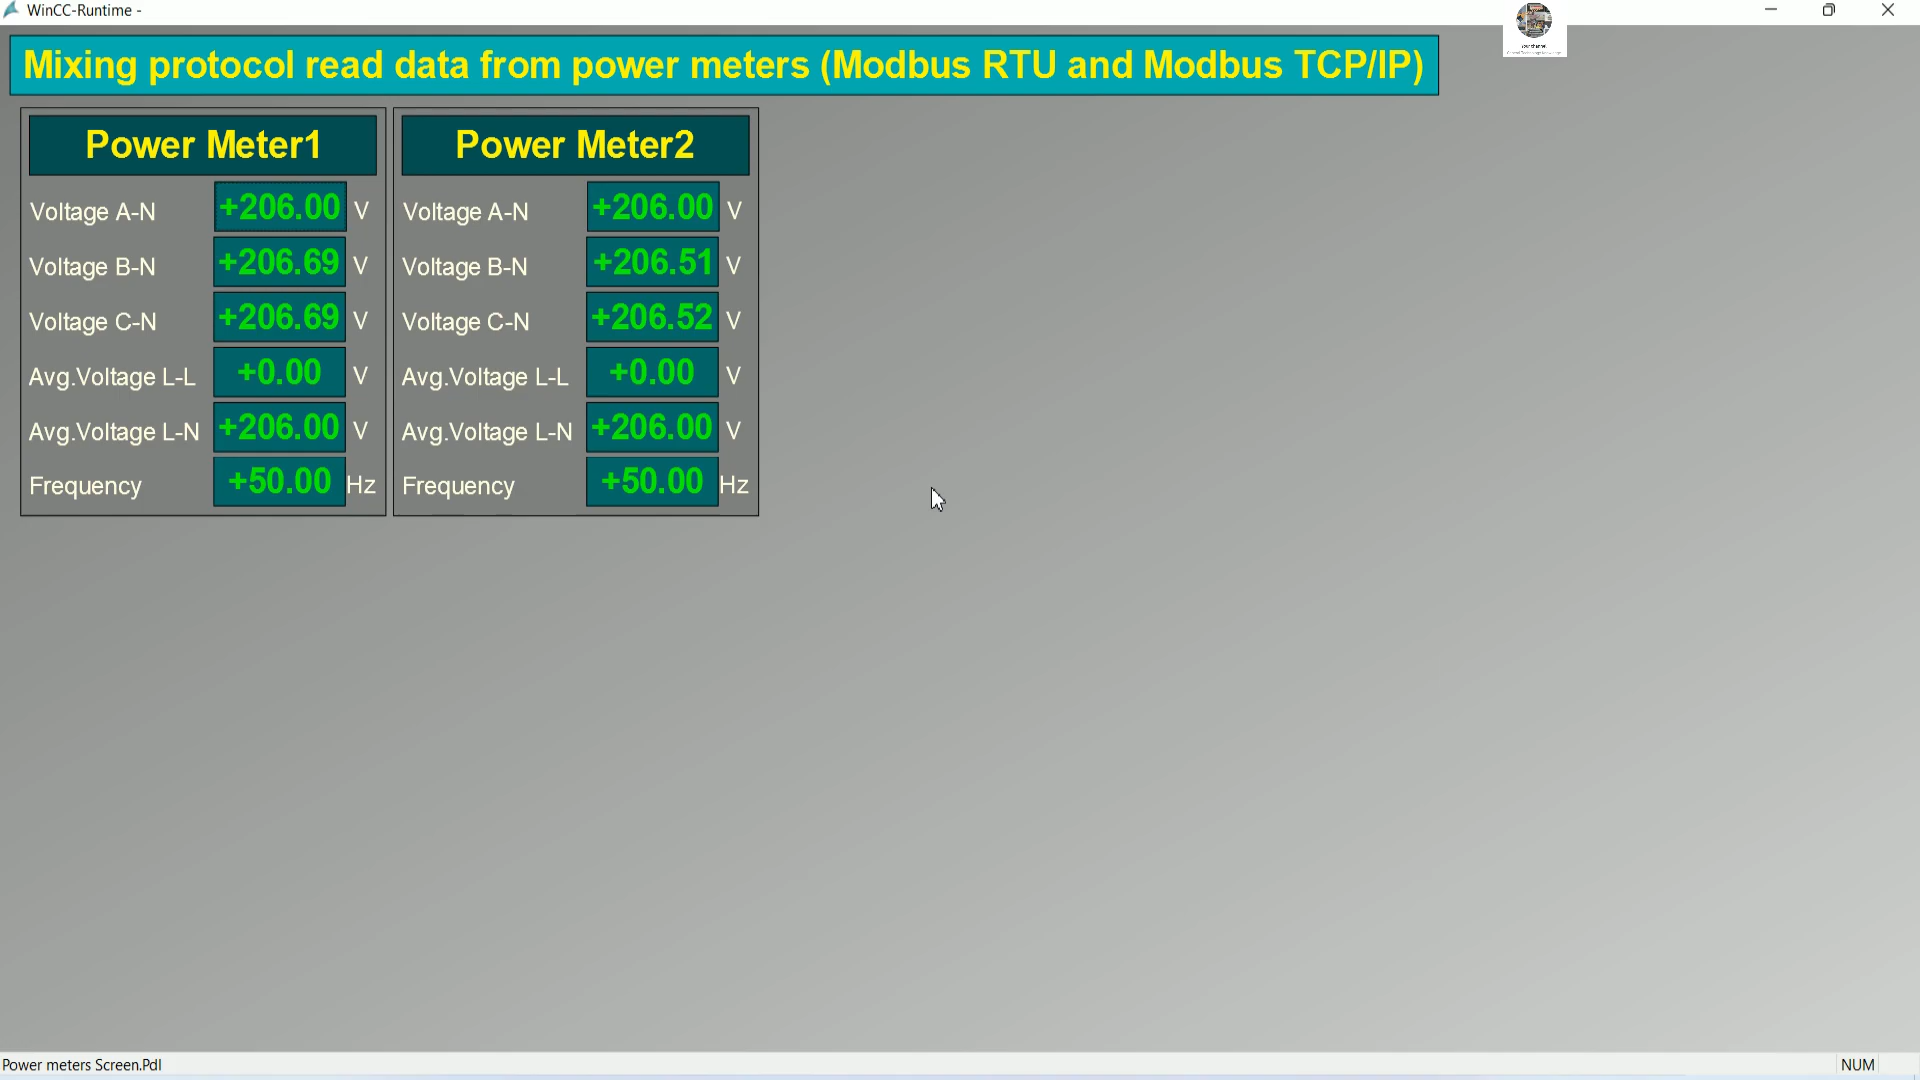 WinCC-Runtime -
Your channel
Mixing protocol read data from power meters (Modbus RTU and Modbus TCP/IP)
Power Meter1
Voltage A-N +206.00 V
Voltage B-N +206.69 V
Voltage C-N +206.69 V
Avg.Voltage L-L +0.00 V
Avg.Voltage L-N +206.00 V
Frequency +50.00 Hz
Power Meter2
Voltage A-N +206.00 V
Voltage B-N +206.51 V
Voltage C-N +206.52 V
Avg.Voltage L-L +0.00 V
Avg.Voltage L-N +206.00 V
Frequency +50.00 Hz
Power meters Screen.Pdl
NUM